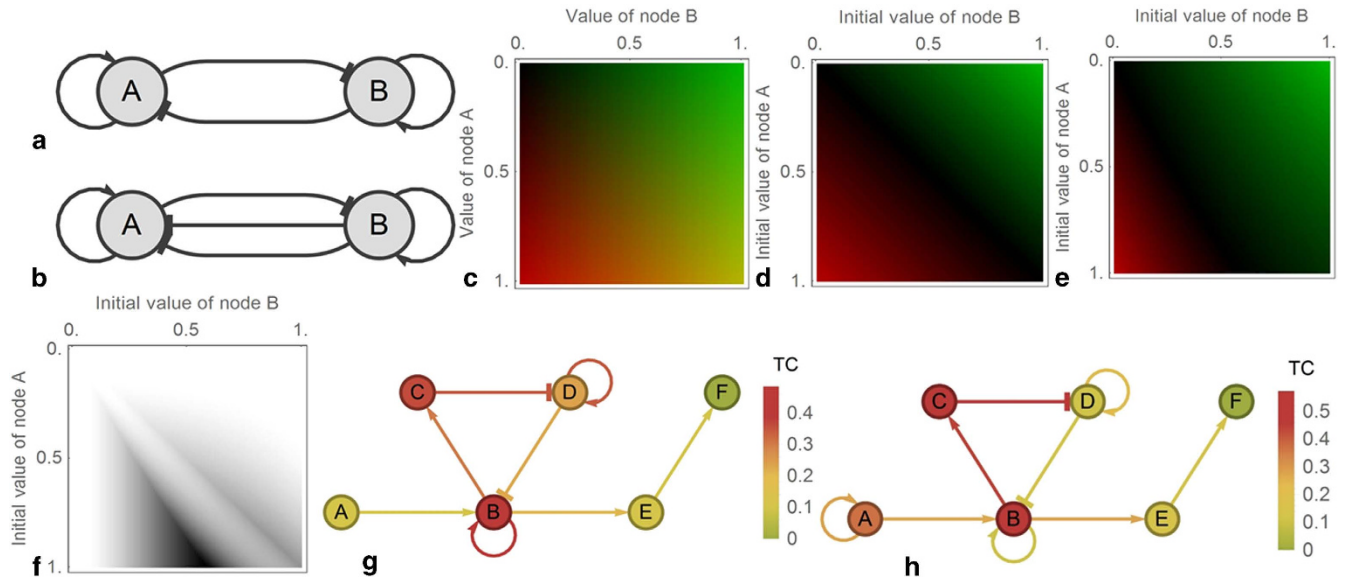 A B
a
A B
b
Value of node B
0. 0.5 1.
Value of node A
0.
0.5
1.
c
Initial value of node B
0. 0.5 1.
Initial value of node A
0.
0.5
1.
d
Initial value of node B
0. 0.5 1.
Initial value of node A
0.
0.5
1.
e
Initial value of node B
0. 0.5 1.
Initial value of node A
0.
0.5
1.
f
C D F
A B E
TC
0.4
0.3
0.2
0.1
0
g
C D F
A B E
TC
0.5
0.4
0.3
0.2
0.1
0
h